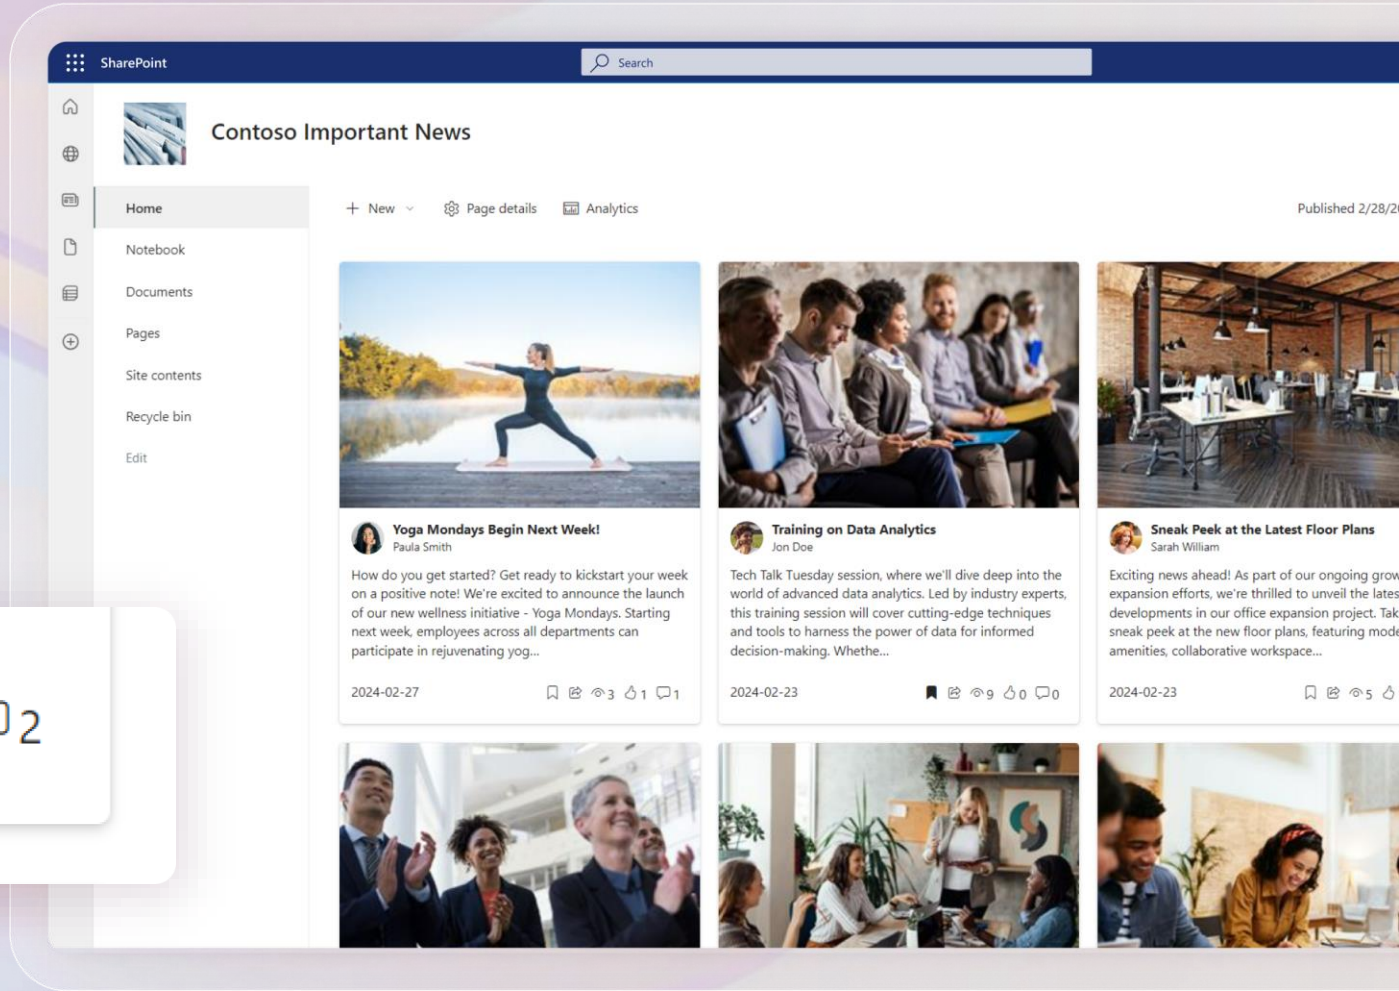 SharePoint
Search
Contoso Important News
Home
Notebook
Documents
Pages
Site contents
Recycle bin
Edit
New
Page details
Analytics
Published 2/28/20
Yoga Mondays Begin Next Week!
Paula Smith
How do you get started? Get ready to kickstart your week
on a positive note! We're excited to announce the launch
of our new wellness initiative - Yoga Mondays. Starting
next week, employees across all departments can
participate in rejuvenating yog...
2024-02-27
3 1 1
Training on Data Analytics
Jon Doe
Tech Talk Tuesday session, where we'll dive deep into the
world of advanced data analytics. Led by industry experts,
this training session will cover cutting-edge techniques
and tools to harness the power of data for informed
decision-making. Whethe...
2024-02-23
9 0 0
Sneak Peek at the Latest Floor Plans
Sarah William
Exciting news ahead! As part of our ongoing grow
expansion efforts, we're thrilled to unveil the lates
developments in our office expansion project. Tak
sneak peek at the new floor plans, featuring mode
amenities, collaborative workspace...
2024-02-23
5
2